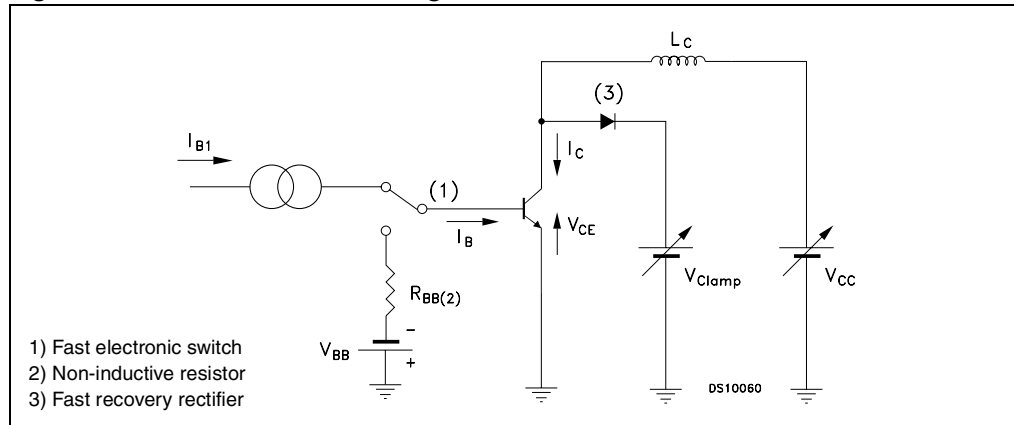 L_C
(3)
I_B1
I_C
(1)
I_B
V_CE
V_Clamp
V_CC
R_BB(2)
V_BB
−
+
DS10060
1) Fast electronic switch
2) Non-inductive resistor
3) Fast recovery rectifier